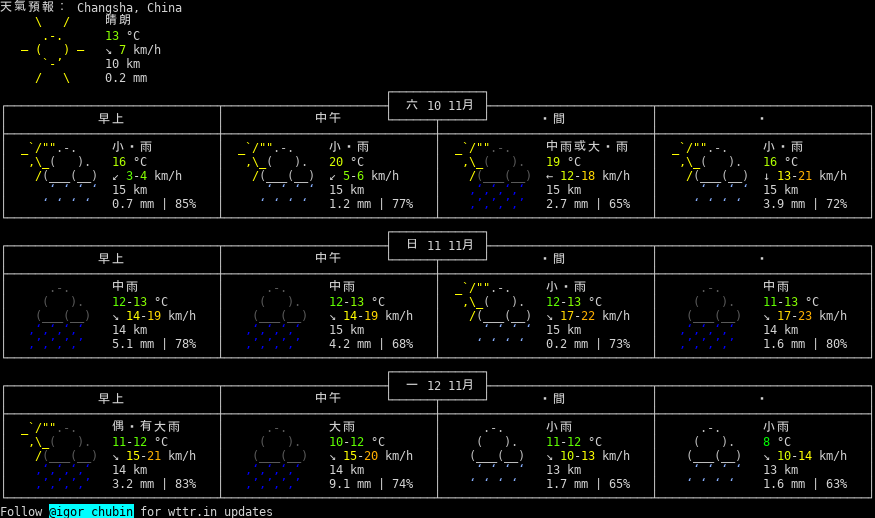 天氣預報： Changsha, China
晴朗
13 °C
↘ 7 km/h
10 km
0.2 mm
六 10 11月
早上 中午 ・間 ・
小・雨 小・雨 中雨或大・雨 小・雨
16 °C 20 °C 19 °C 16 °C
↙ 3-4 km/h ↙ 5-6 km/h ← 12-18 km/h ↓ 13-21 km/h
15 km 15 km 15 km 15 km
0.7 mm | 85% 1.2 mm | 77% 2.7 mm | 65% 3.9 mm | 72%
日 11 11月
早上 中午 ・間 ・
中雨 中雨 小・雨 中雨
12-13 °C 12-13 °C 12-13 °C 11-13 °C
↘ 14-19 km/h ↘ 14-19 km/h ↘ 17-22 km/h ↘ 17-23 km/h
14 km 15 km 15 km 14 km
5.1 mm | 78% 4.2 mm | 68% 0.2 mm | 73% 1.6 mm | 80%
一 12 11月
早上 中午 ・間 ・
偶・有大雨 大雨 小雨 小雨
11-12 °C 10-12 °C 11-12 °C 8 °C
↘ 15-21 km/h ↘ 15-20 km/h ↘ 10-13 km/h ↘ 10-14 km/h
14 km 14 km 13 km 13 km
3.2 mm | 83% 9.1 mm | 74% 1.7 mm | 65% 1.6 mm | 63%
Follow @igor_chubin for wttr.in updates